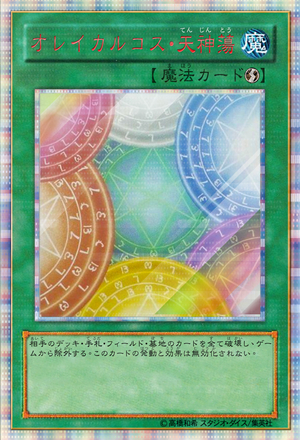 オレイカルコス・天神蕩
てんじんとう
魔
【魔法カード】
まほう
相手のデッキ・手札・フィールド・墓地のカードを全て破壊し、ゲー
ムから除外する。このカードの発動と効果は無効化されない。
©高橋和希 スタジオ・ダイス/集英社